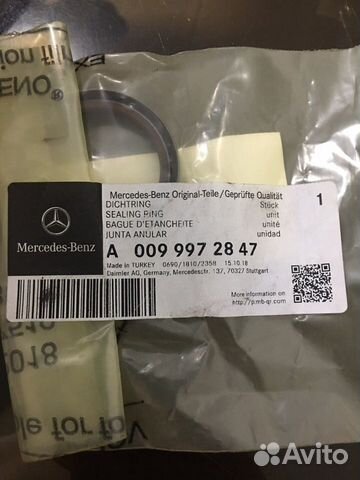 ENO®
Mercedes-Benz Original-Teile/Geprüfte Qualität 1
DICHTRING Stück
SEALING RING unit
BAGUE D'ETANCHEITE unité
JUNTA ANULAR unidad
Mercedes-Benz
A 009 997 28 47
Made in TURKEY 0690/1810/2358 15.10.18
Daimler AG, Germany, Mercedesstr. 137, 70327 Stuttgart
More information on
http://p.mb-qr.com
Avito